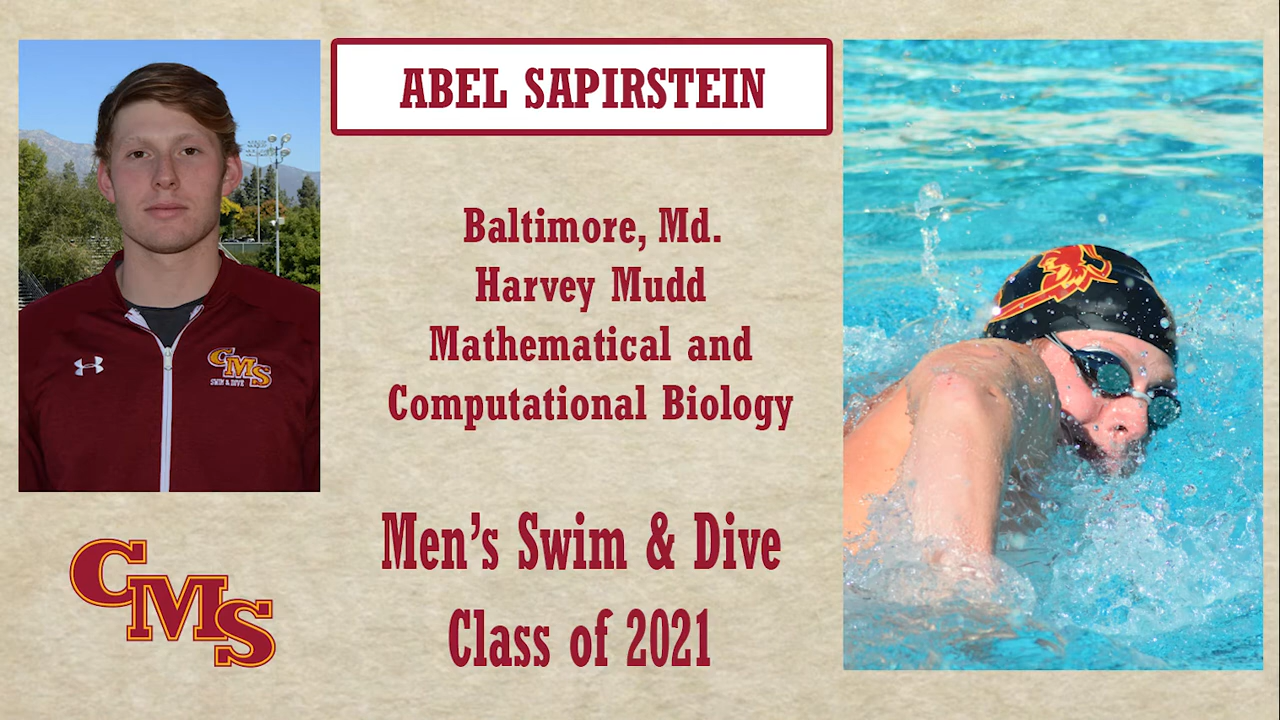 ABEL SAPIRSTEIN
Baltimore, Md.
Harvey Mudd
Mathematical and
Computational Biology
Men's Swim & Dive
Class of 2021
CMS
SWIM & DIVE
CMS